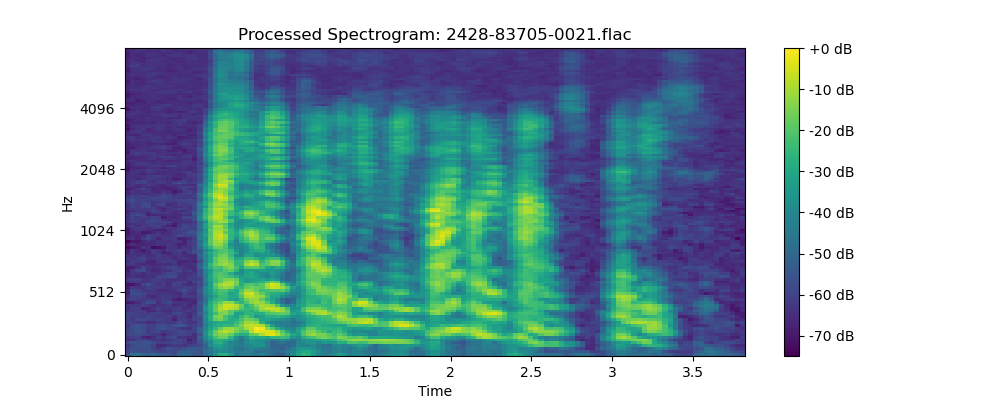 Processed Spectrogram: 2428-83705-0021.flac
Hz
4096
2048
1024
512
0
0
0.5
1
1.5
2
2.5
3
3.5
Time
+0 dB
-10 dB
-20 dB
-30 dB
-40 dB
-50 dB
-60 dB
-70 dB